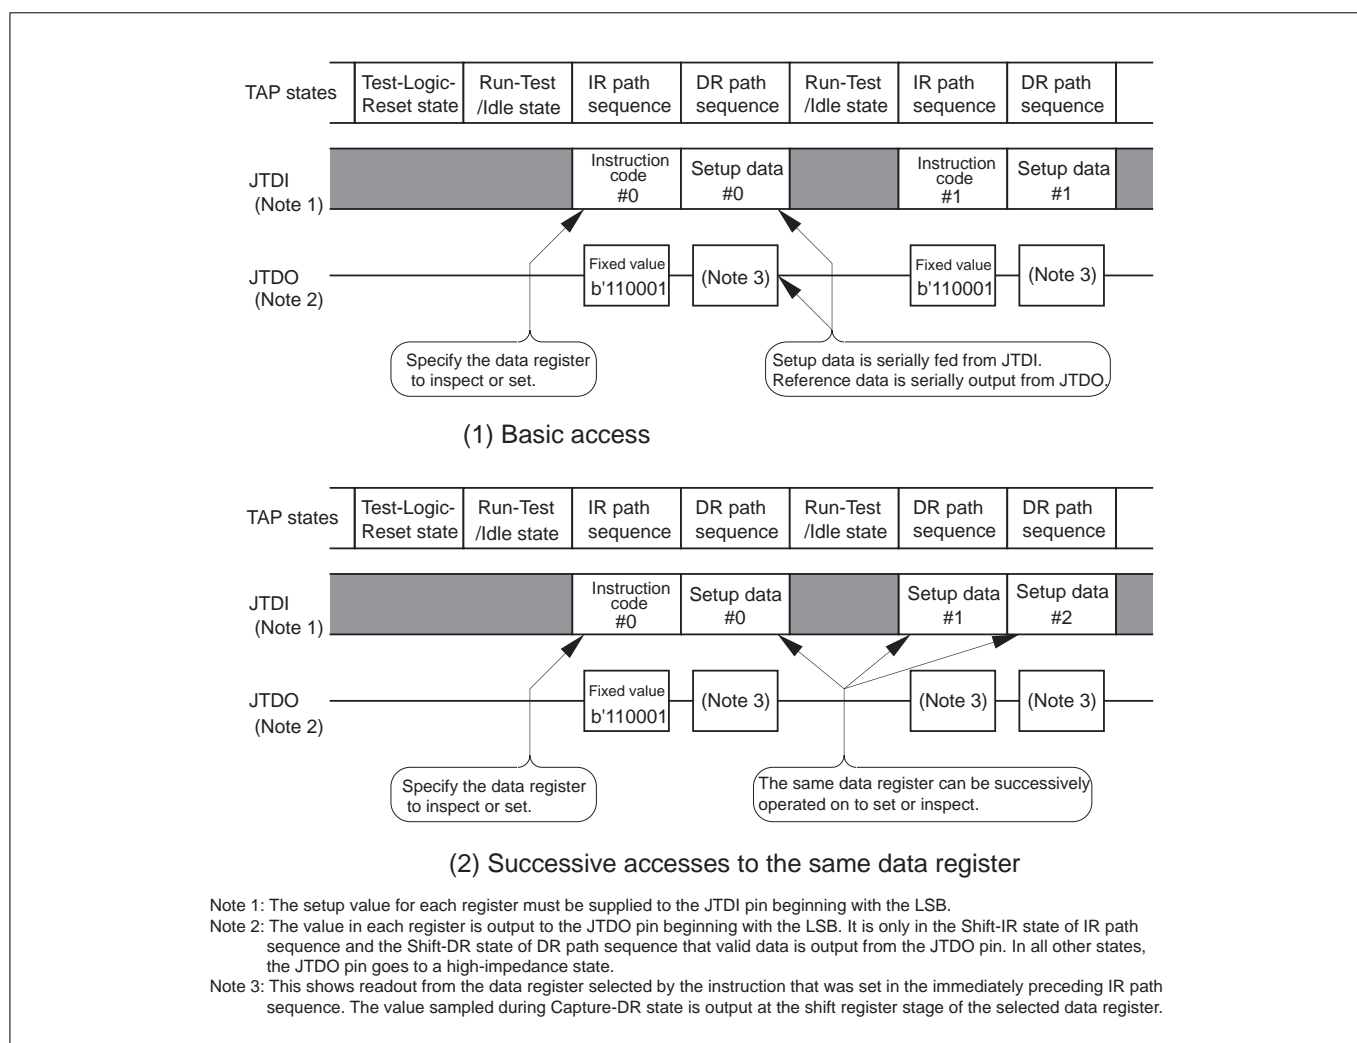 TAP states
Test-Logic-
Reset state
Run-Test
/Idle state
IR path
sequence
DR path
sequence
Run-Test
/Idle state
IR path
sequence
DR path
sequence
JTDI
(Note 1)
Instruction
code
#0
Setup data
#0
Instruction
code
#1
Setup data
#1
JTDO
(Note 2)
Fixed value
b'110001
(Note 3)
Fixed value
b'110001
(Note 3)
Specify the data register
to inspect or set.
Setup data is serially fed from JTDI.
Reference data is serially output from JTDO.
(1) Basic access
TAP states
Test-Logic-
Reset state
Run-Test
/Idle state
IR path
sequence
DR path
sequence
Run-Test
/Idle state
DR path
sequence
DR path
sequence
JTDI
(Note 1)
Instruction
code
#0
Setup data
#0
Setup data
#1
Setup data
#2
JTDO
(Note 2)
Fixed value
b'110001
(Note 3)
(Note 3)
(Note 3)
Specify the data register
to inspect or set.
The same data register can be successively
operated on to set or inspect.
(2) Successive accesses to the same data register
Note 1: The setup value for each register must be supplied to the JTDI pin beginning with the LSB.
Note 2: The value in each register is output to the JTDO pin beginning with the LSB. It is only in the Shift-IR state of IR path
sequence and the Shift-DR state of DR path sequence that valid data is output from the JTDO pin. In all other states,
the JTDO pin goes to a high-impedance state.
Note 3: This shows readout from the data register selected by the instruction that was set in the immediately preceding IR path
sequence. The value sampled during Capture-DR state is output at the shift register stage of the selected data register.